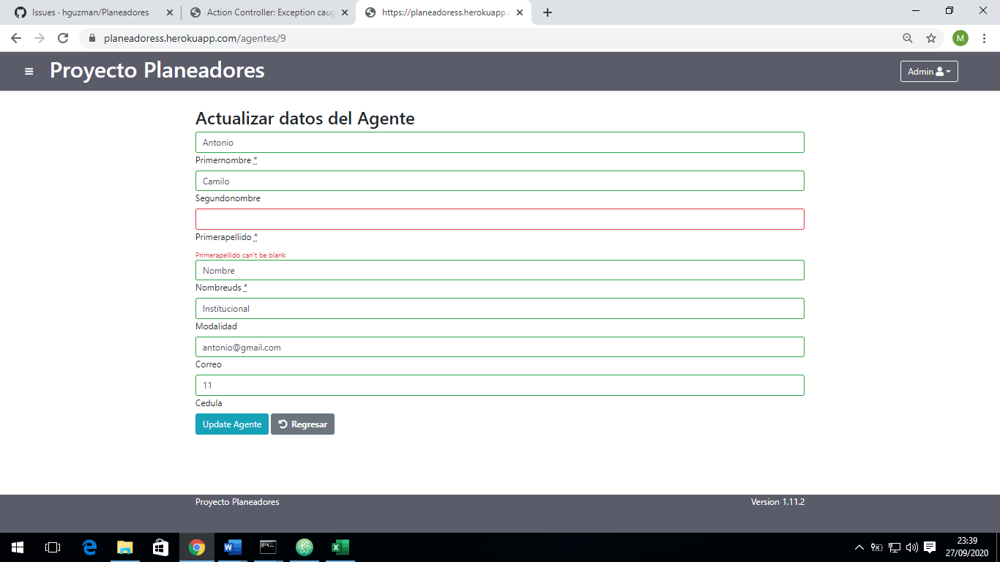 Issues · hguzman/Planeadores
Action Controller: Exception caug
https://planeadoress.herokuapp.c
planeadoress.herokuapp.com/agentes/9
M
Proyecto Planeadores
Admin
Actualizar datos del Agente
Antonio
Primernombre *
Camilo
Segundonombre
Primerapellido *
Primerapellido can't be blank
Nombre
Nombreuds *
Institucional
Modalidad
antonio@gmail.com
Correo
11
Cedula
Update Agente
Regresar
Proyecto Planeadores
Version 1.11.2
23:39
27/09/2020